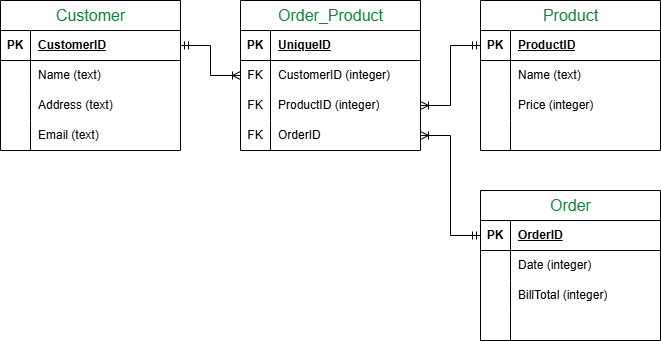 Customer
PK CustomerID
Name (text)
Address (text)
Email (text)
Order_Product
PK UniqueID
FK CustomerID (integer)
FK ProductID (integer)
FK OrderID
Product
PK ProductID
Name (text)
Price (integer)
Order
PK OrderID
Date (integer)
BillTotal (integer)